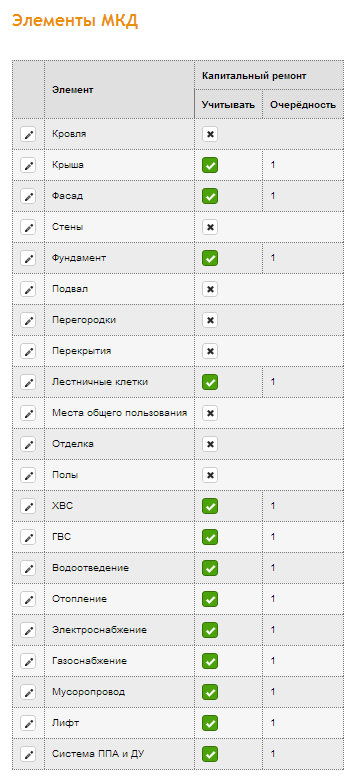 Элементы МКД
Капитальный ремонт
Элемент
Учитывать Очерёдность
Кровля
Крыша 1
Фасад 1
Стены
Фундамент 1
Подвал
Перегородки
Перекрытия
Лестничные клетки 1
Места общего пользования
Отделка
Полы
ХВС 1
ГВС 1
Водоотведение 1
Отопление 1
Электроснабжение 1
Газоснабжение 1
Мусоропровод 1
Лифт 1
Система ППА и ДУ 1